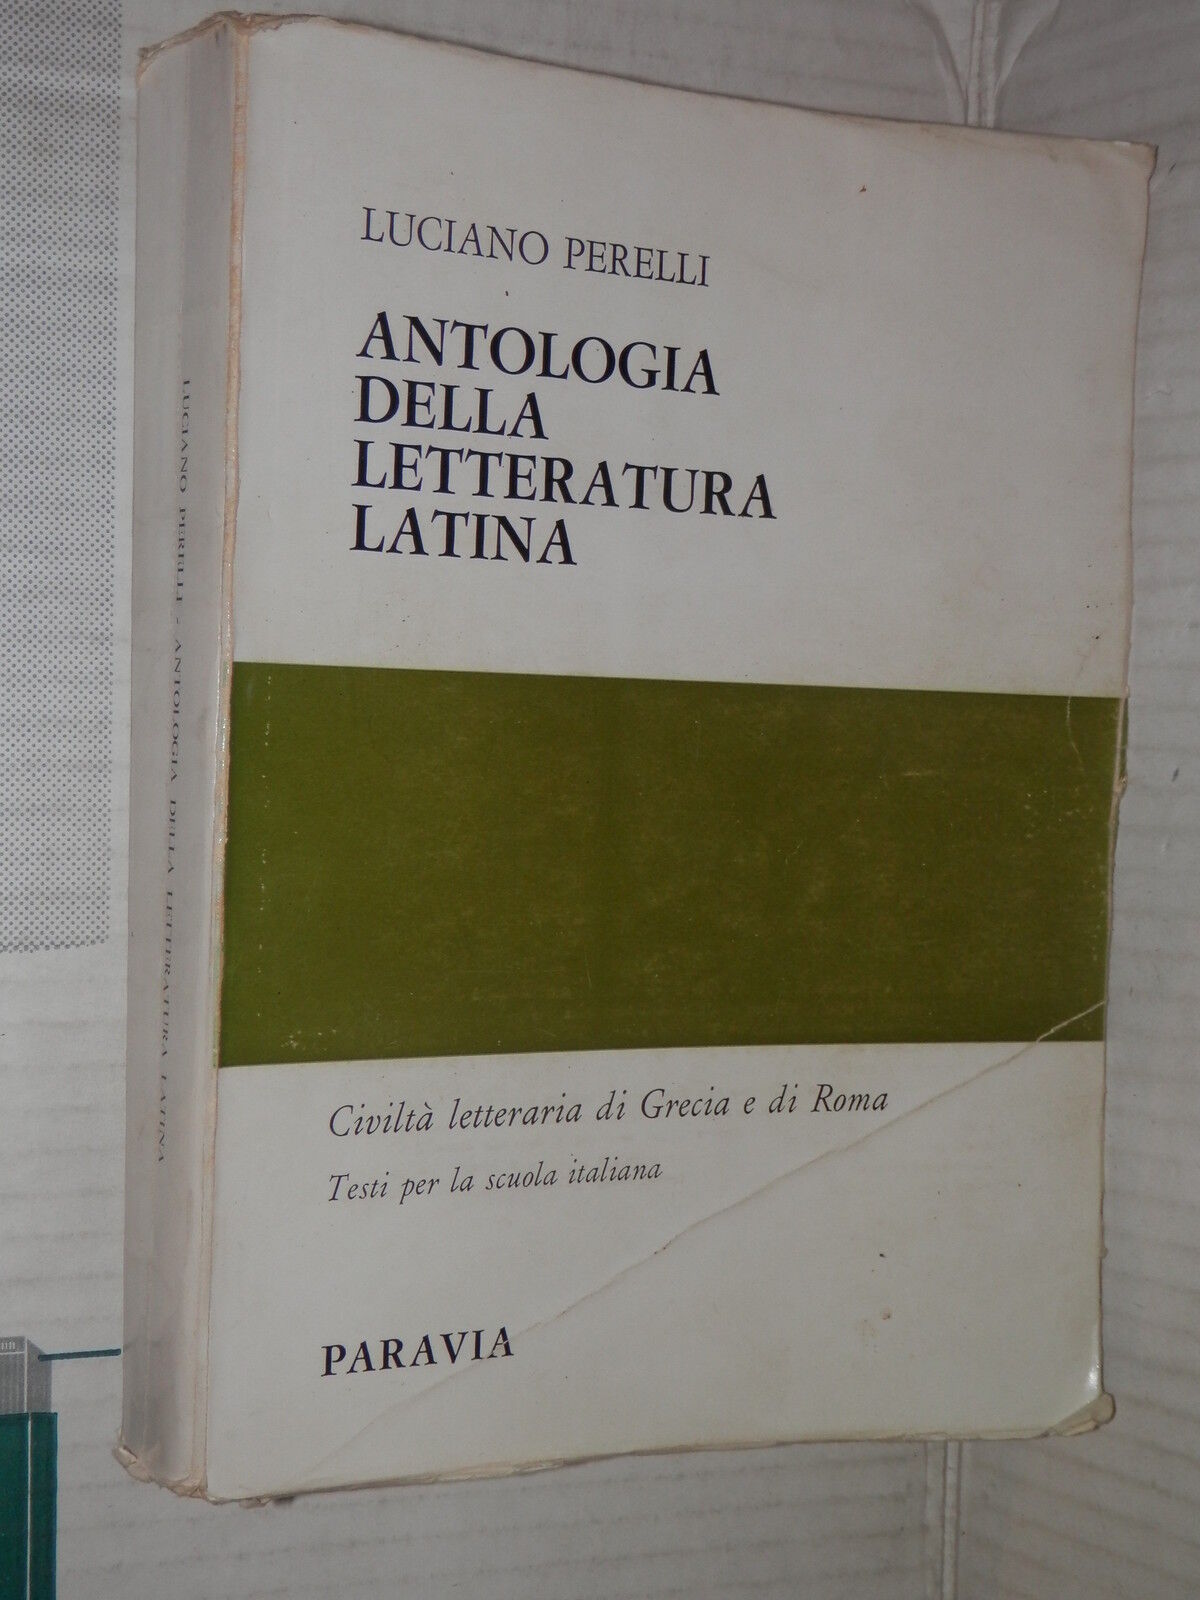 LUCIANO PERELLI
ANTOLOGIA
DELLA
LETTERATURA
LATINA
Civiltà letteraria di Grecia e di Roma
Testi per la scuola italiana
PARAVIA
LUCIANO PERELLI - ANTOLOGIA DELLA LETTERATURA LATINA